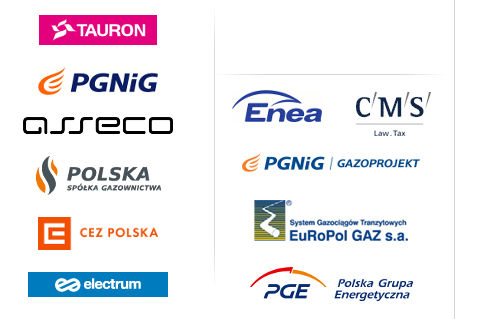 TAURON
PGNiG
asseco
POLSKA
SPÓŁKA GAZOWNICTWA
CEZ POLSKA
electrum
Enea
C/M/S/
Law . Tax
PGNiG | GAZOPROJEKT
®
System Gazociągów Tranzytowych
EuRoPol GAZ s.a.
PGE
Polska Grupa
Energetyczna